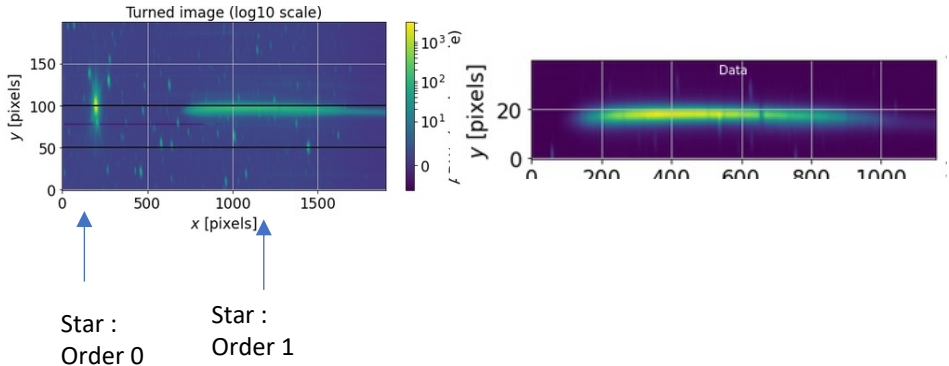 Turned image (log10 scale)
y [pixels]
150
100
50
0
0
500
1000
1500
x [pixels]
10³
10²
10¹
0
Data
y [pixels]
20
0
0
200
400
600
800
1000
Star :
Order 0
Star :
Order 1